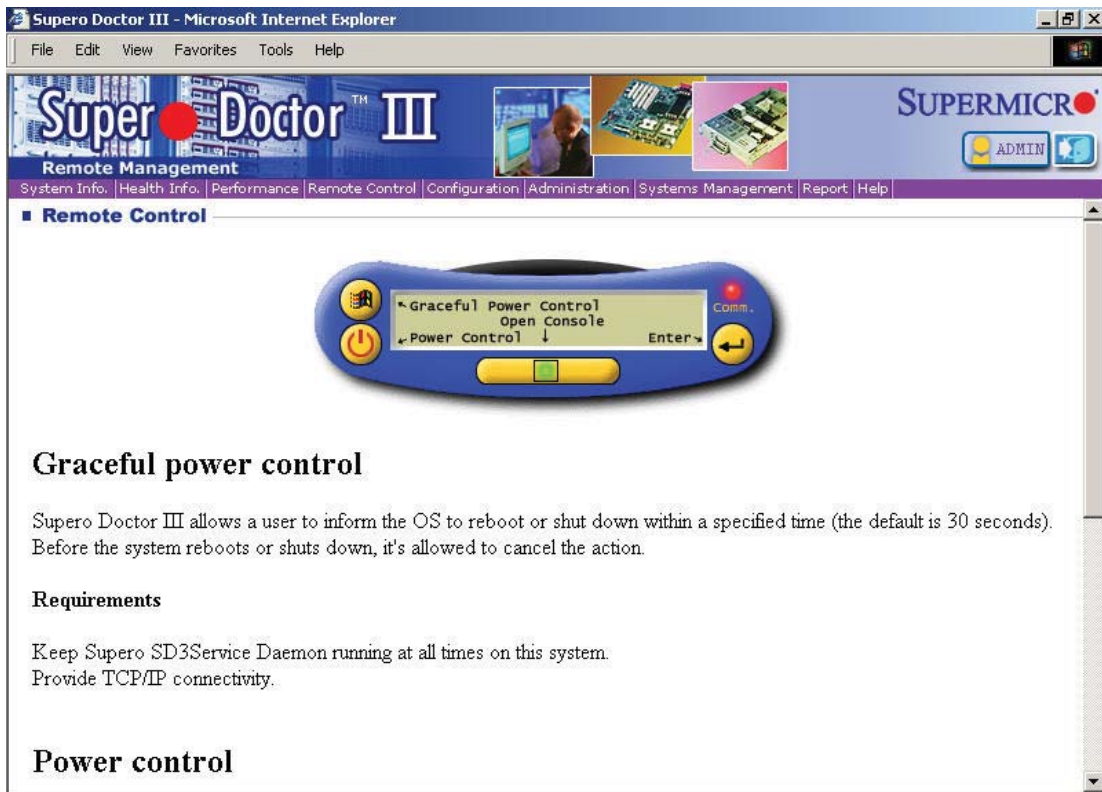 Supero Doctor III - Microsoft Internet Explorer
File Edit View Favorites Tools Help
Super Doctor™ III
SUPERMICR
Remote Management
ADMIN
System Info. | Health Info. | Performance | Remote Control | Configuration | Administration | Systems Management | Report | Help
Remote Control
Graceful Power Control
Open Console
Power Control ↓ Enter
Comm.
Graceful power control
Supero Doctor III allows a user to inform the OS to reboot or shut down within a specified time (the default is 30 seconds).
Before the system reboots or shuts down, it's allowed to cancel the action.
Requirements
Keep Supero SD3Service Daemon running at all times on this system.
Provide TCP/IP connectivity.
Power control